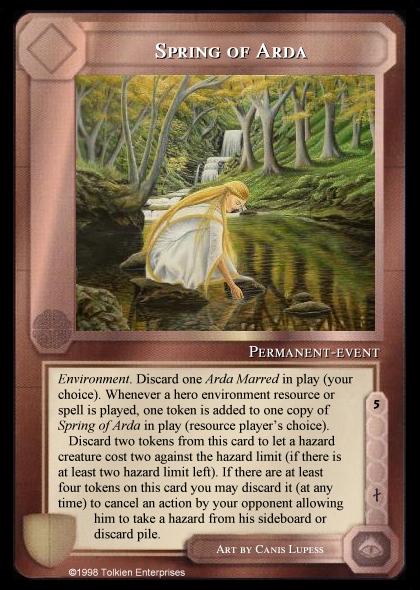 Spring of Arda
Permanent-event
Environment. Discard one Arda Marred in play (your
choice). Whenever a hero environment resource or
spell is played, one token is added to one copy of
Spring of Arda in play (resource player's choice).
Discard two tokens from this card to let a hazard
creature cost two against the hazard limit (if there is
at least two hazard limit left). If there are at least
four tokens on this card you may discard it (at any
time) to cancel an action by your opponent allowing
him to take a hazard from his sideboard or
discard pile.
5
Art by Canis Lupess
©1998 Tolkien Enterprises